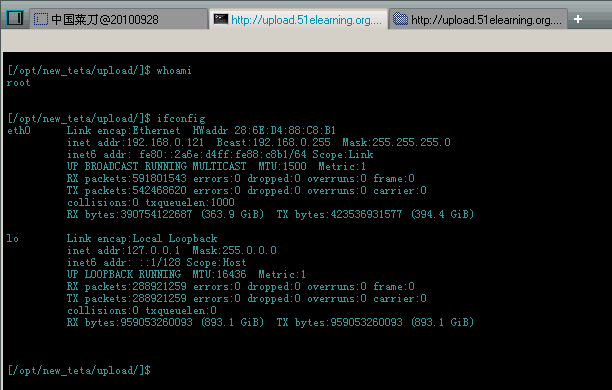 中国菜刀@20100928
http://upload.51elearning.org....
http://upload.51elearning.org....
[/opt/new_teta/upload/]$ whoami
root
[/opt/new_teta/upload/]$ ifconfig
eth0 Link encap:Ethernet HWaddr 28:6E:D4:88:C8:B1
inet addr:192.168.0.121 Bcast:192.168.0.255 Mask:255.255.255.0
inet6 addr: fe80::2a6e:d4ff:fe88:c8b1/64 Scope:Link
UP BROADCAST RUNNING MULTICAST MTU:1500 Metric:1
RX packets:591801543 errors:0 dropped:0 overruns:0 frame:0
TX packets:542468620 errors:0 dropped:0 overruns:0 carrier:0
collisions:0 txqueuelen:1000
RX bytes:390754122687 (363.9 GiB) TX bytes:423536931577 (394.4 GiB)
lo Link encap:Local Loopback
inet addr:127.0.0.1 Mask:255.0.0.0
inet6 addr: ::1/128 Scope:Host
UP LOOPBACK RUNNING MTU:16436 Metric:1
RX packets:288921259 errors:0 dropped:0 overruns:0 frame:0
TX packets:288921259 errors:0 dropped:0 overruns:0 carrier:0
collisions:0 txqueuelen:0
RX bytes:959053260093 (893.1 GiB) TX bytes:959053260093 (893.1 GiB)
[/opt/new_teta/upload/]$